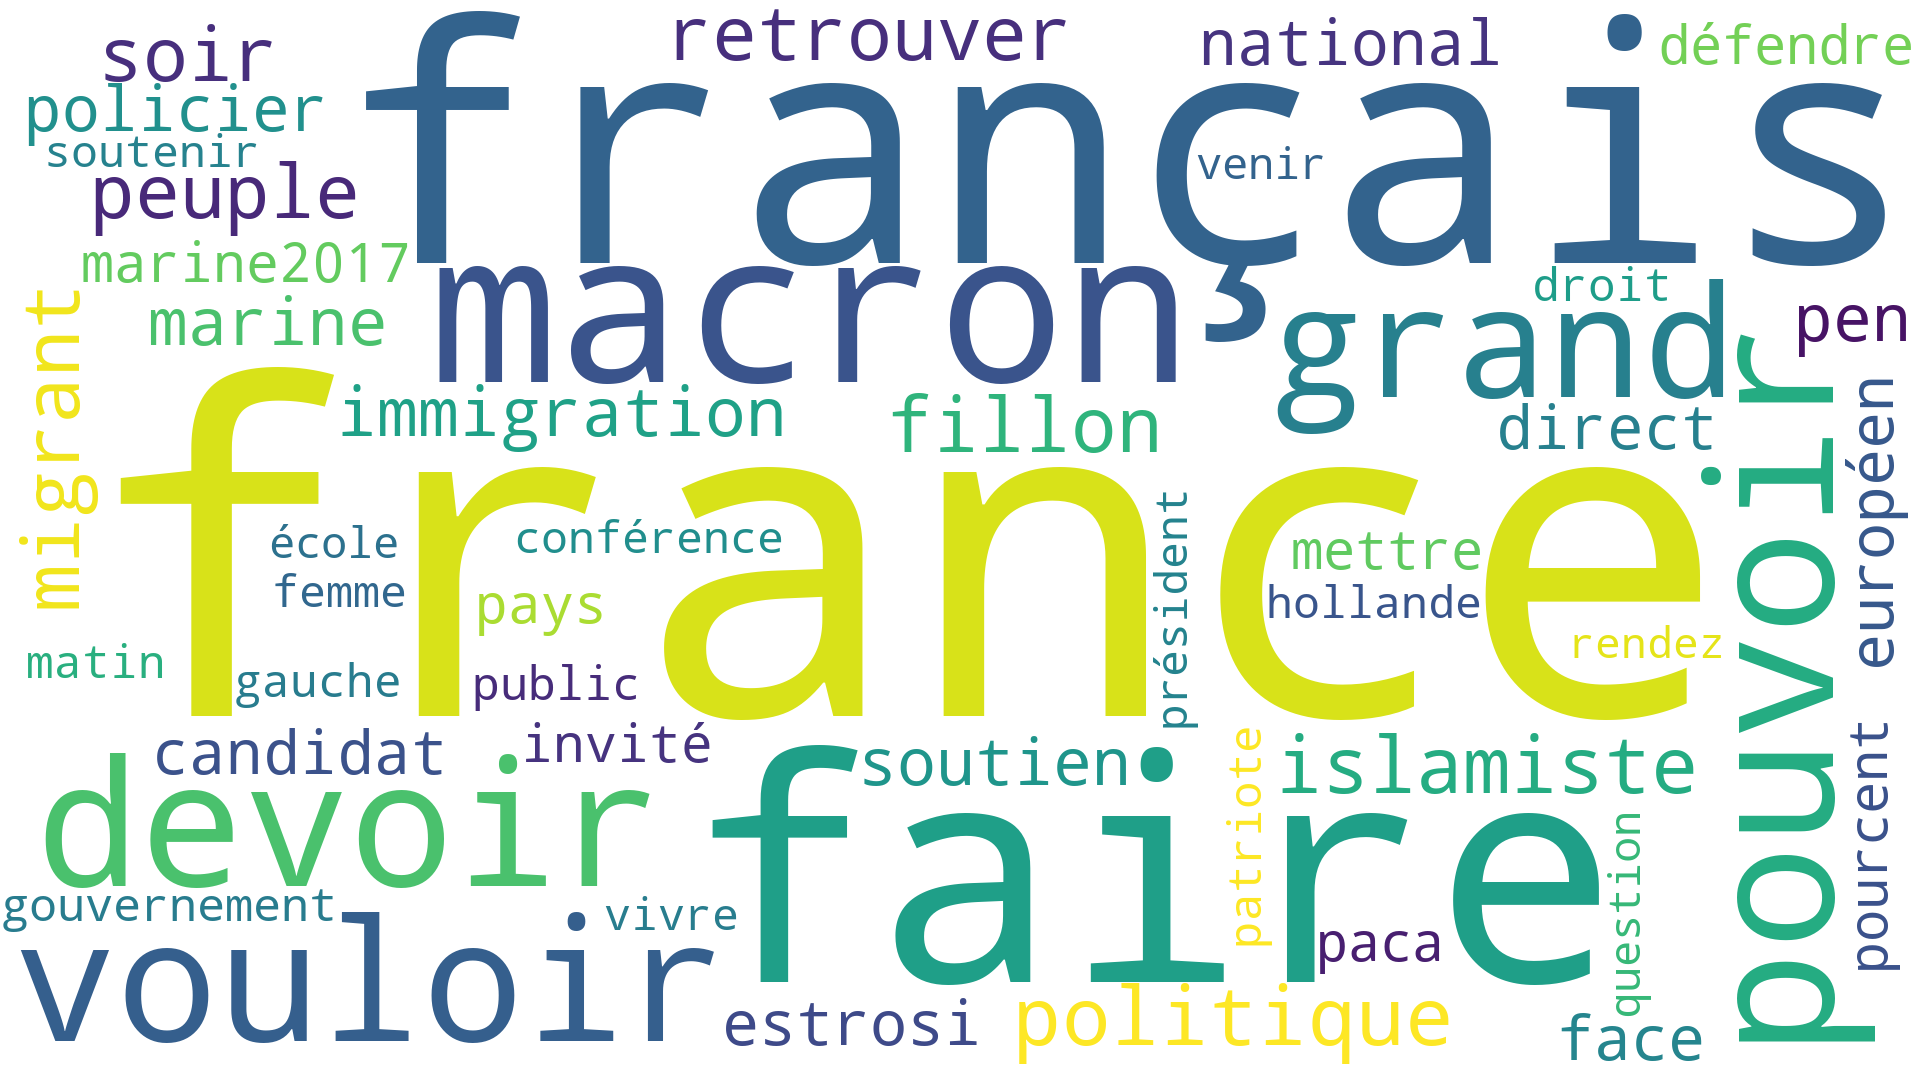 français
soir
retrouver
national
défendre
policier
soutenir
venir
peuple
marine2017
macron
droit
grand
marine
pen
migrant
immigration
fillon
direct
pouvoir
européen
france
école
conférence
président
mettre
femme
pays
hollande
matin
gauche
public
rendez
candidat
invité
soutien
patriote
islamiste
pourcent
devoir
faire
question
gouvernement
vivre
vouloir
paca
estrosi
politique
face